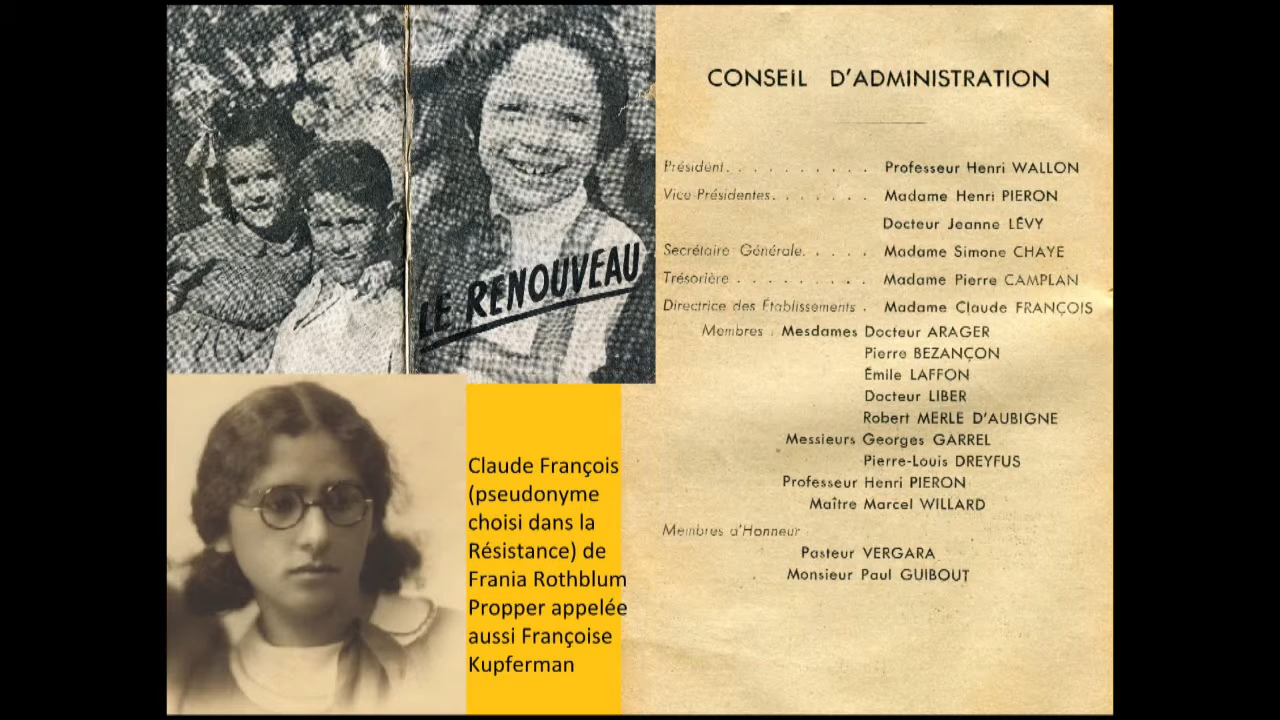 LE RENOUVEAU
CONSEIL D'ADMINISTRATION
Président. . . . . . . . . . Professeur Henri WALLON
Vice-Présidentes. . . . . . . Madame Henri PIERON
Docteur Jeanne LÉVY
Secrétaire Générale. . . . . Madame Simone CHAYE
Trésorière . . . . . . . . . Madame Pierre CAMPLAN
Directrice des Établissements . Madame Claude FRANÇOIS
Membres : Mesdames Docteur ARAGER
Pierre BEZANÇON
Émile LAFFON
Docteur LIBER
Robert MERLE D'AUBIGNE
Messieurs Georges GARREL
Pierre-Louis DREYFUS
Professeur Henri PIERON
Maître Marcel WILLARD
Membres d'Honneur
Pasteur VERGARA
Monsieur Paul GUIBOUT
Claude François
(pseudonyme
choisi dans la
Résistance) de
Frania Rothblum
Propper appelée
aussi Françoise
Kupferman